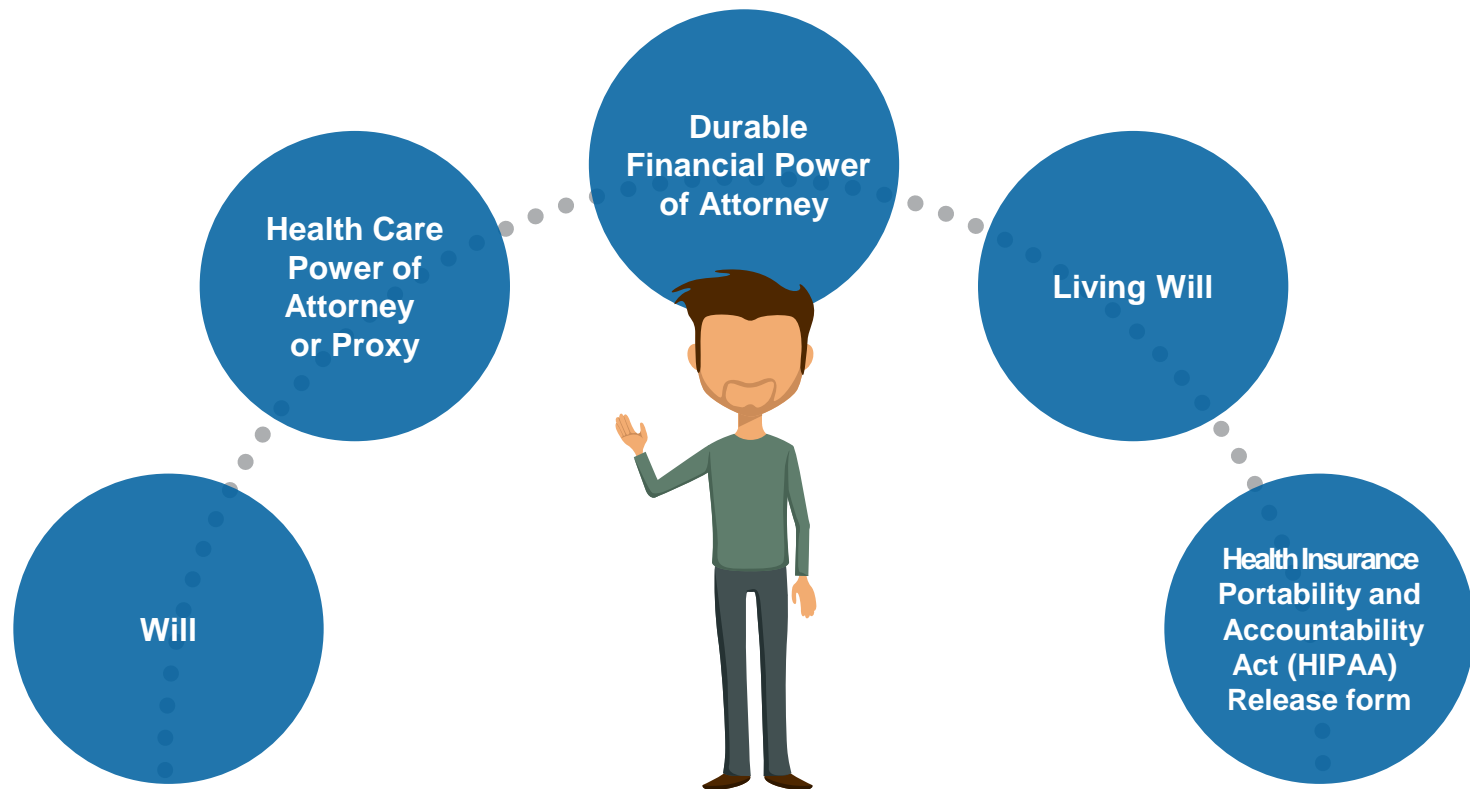 Will
Health Care
Power of
Attorney
or Proxy
Durable
Financial Power
of Attorney
Living Will
Health Insurance
Portability and
Accountability
Act (HIPAA)
Release form